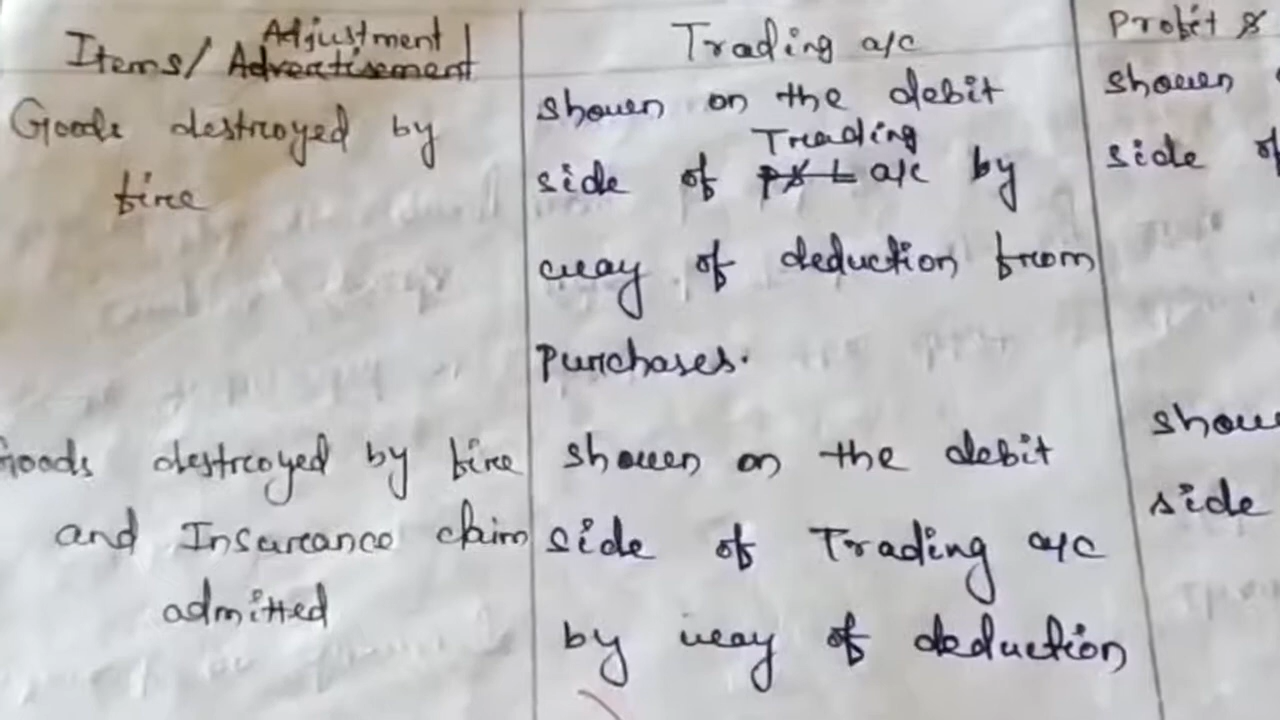 Items/ Adjustment
Advertisement
Trading a/c
Profit &
Goods destroyed by
fire
shown on the debit
side of P&L Trading a/c by
way of deduction from
purchases.
shown
side of
Goods destroyed by fire
and Insurance claim
admitted
shown on the debit
side of Trading a/c
by way of deduction
show
side